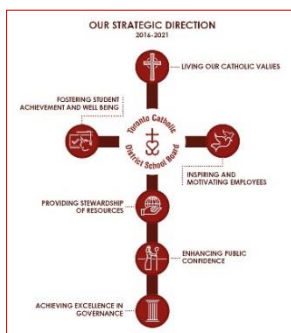 OUR STRATEGIC DIRECTION
2016-2021
LIVING OUR CATHOLIC VALUES
FOSTERING STUDENT
ACHIEVEMENT AND WELL BEING
Toronto Catholic
District School Board
INSPIRING AND
MOTIVATING EMPLOYEES
PROVIDING STEWARDSHIP
OF RESOURCES
ENHANCING PUBLIC
CONFIDENCE
ACHIEVING EXCELLENCE IN
GOVERNANCE